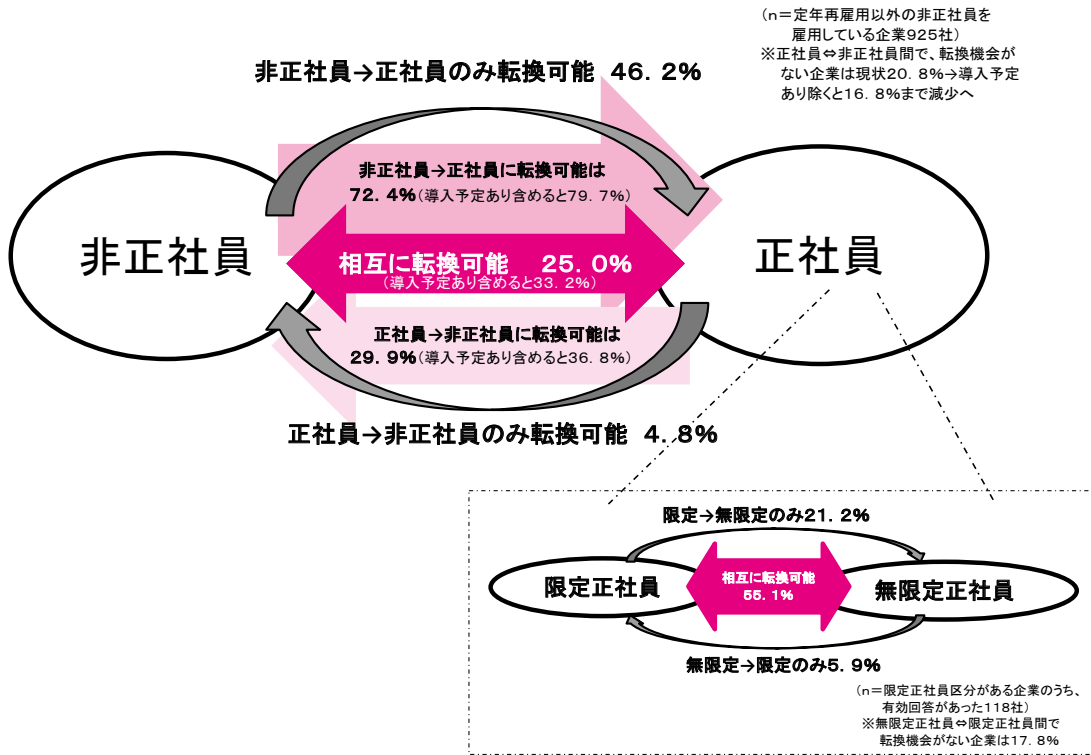 (n=定年再雇用以外の非正社員を
雇用している企業925社)
※正社員⇔非正社員間で、転換機会が
ない企業は現状20.8%→導入予定
あり除くと16.8%まで減少へ
非正社員→正社員のみ転換可能 46.2%
非正社員→正社員に転換可能は
72.4%(導入予定あり含めると79.7%)
非正社員
相互に転換可能 25.0%
(導入予定あり含めると33.2%)
正社員
正社員→非正社員に転換可能は
29.9%(導入予定あり含めると36.8%)
正社員→非正社員のみ転換可能 4.8%
限定→無限定のみ21.2%
限定正社員
相互に転換可能
55.1%
無限定正社員
無限定→限定のみ5.9%
(n=限定正社員区分がある企業のうち、
有効回答があった118社)
※無限定正社員⇔限定正社員間で
転換機会がない企業は17.8%